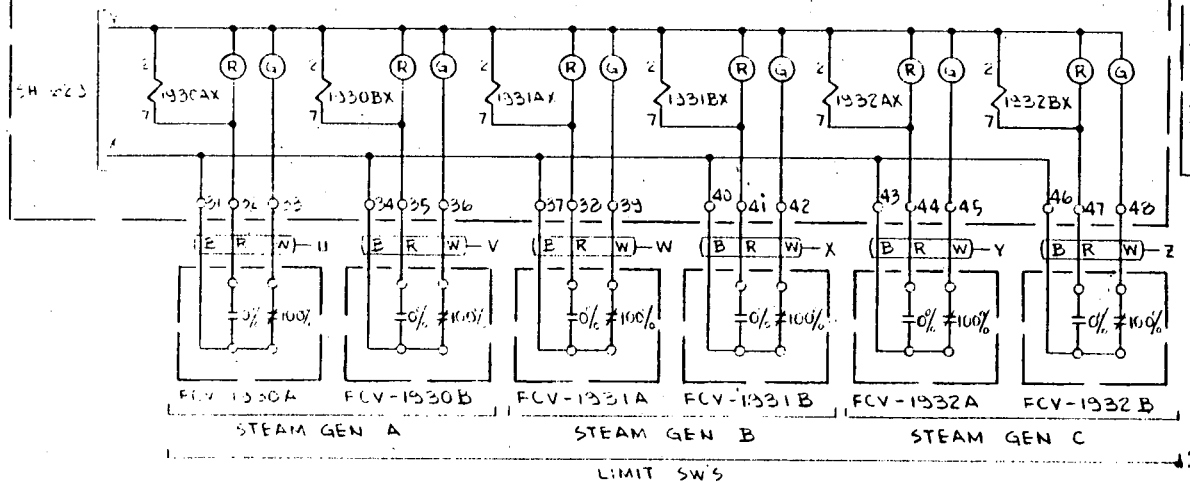 R G R G R G R G R G R G
2 2 2 2 2 2
1930AX 1930BX 1931AX 1931BX 1932AX 1932BX
7 7 7 7 7 7
31 33 34 35 36 37 38 39 40 41 42 43 44 45 46 47 48
(B R W) U (B R W) V (B R W) W (B R W) X (B R W) Y (B R W) Z
0% 100% 0% 100% 0% 100% 0% 100% 0% 100% 0% 100%
FCV-1930A FCV-1930B FCV-1931A FCV-1931B FCV-1932A FCV-1932B
STEAM GEN A STEAM GEN B STEAM GEN C
LIMIT SW'S